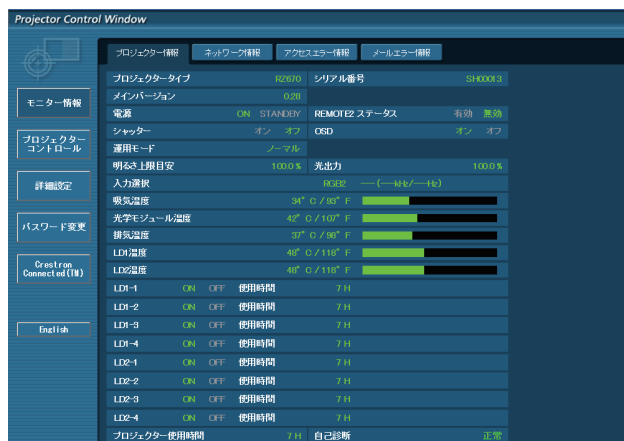 Projector Control Window
プロジェクター情報 ネットワーク情報 アクセスエラー情報 メールエラー情報
モニター情報
プロジェクター
コントロール
詳細設定
パスワード変更
Crestron
Connected(TM)
English
プロジェクタータイプ RZ670 シリアル番号 SH00013
メインバージョン 0.28
電源 ON STANDBY REMOTE2 ステータス 有効 無効
シャッター オン オフ OSD オン オフ
運用モード ノーマル
明るさ上限目安 100.0 % 光出力 100.0 %
入力選択 RGB2 ---(---kHz/---Hz)
吸気温度 34° C / 93° F
光学モジュール温度 42° C / 107° F
排気温度 37° C / 98° F
LD1温度 48° C / 118° F
LD2温度 48° C / 118° F
LD1-1 ON OFF 使用時間 7 H
LD1-2 ON OFF 使用時間 7 H
LD1-3 ON OFF 使用時間 7 H
LD1-4 ON OFF 使用時間 7 H
LD2-1 ON OFF 使用時間 7 H
LD2-2 ON OFF 使用時間 7 H
LD2-3 ON OFF 使用時間 7 H
LD2-4 ON OFF 使用時間 7 H
プロジェクター使用時間 7 H 自己診断 正常